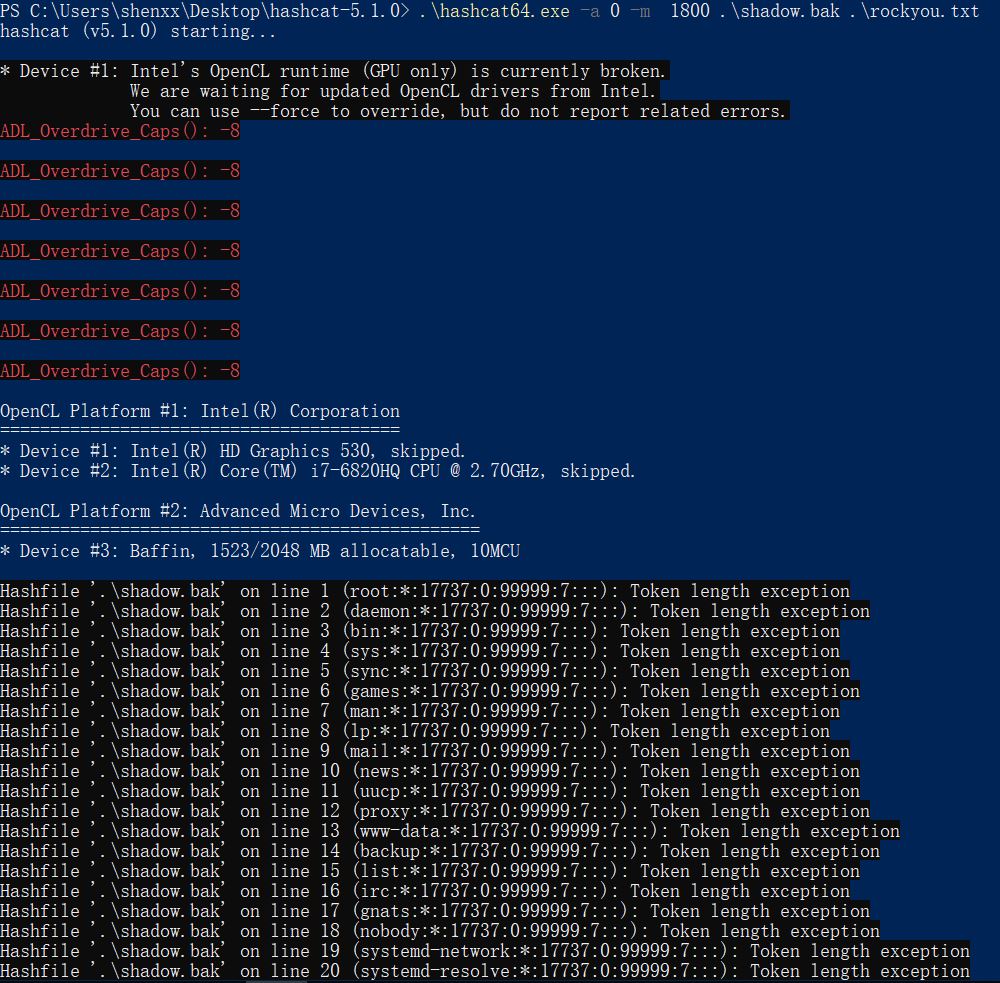 PS C:\Users\shenxx\Desktop\hashcat-5.1.0> .\hashcat64.exe -a 0 -m  1800 .\shadow.bak .\rockyou.txt
hashcat (v5.1.0) starting...
* Device #1: Intel's OpenCL runtime (GPU only) is currently broken.
We are waiting for updated OpenCL drivers from Intel.
You can use --force to override, but do not report related errors.
ADL_Overdrive_Caps(): -8
ADL_Overdrive_Caps(): -8
ADL_Overdrive_Caps(): -8
ADL_Overdrive_Caps(): -8
ADL_Overdrive_Caps(): -8
ADL_Overdrive_Caps(): -8
ADL_Overdrive_Caps(): -8
OpenCL Platform #1: Intel(R) Corporation
========================================
* Device #1: Intel(R) HD Graphics 530, skipped.
* Device #2: Intel(R) Core(TM) i7-6820HQ CPU @ 2.70GHz, skipped.
OpenCL Platform #2: Advanced Micro Devices, Inc.
================================================
* Device #3: Baffin, 1523/2048 MB allocatable, 10MCU
Hashfile '.\shadow.bak' on line 1 (root:*:17737:0:99999:7:::): Token length exception
Hashfile '.\shadow.bak' on line 2 (daemon:*:17737:0:99999:7:::): Token length exception
Hashfile '.\shadow.bak' on line 3 (bin:*:17737:0:99999:7:::): Token length exception
Hashfile '.\shadow.bak' on line 4 (sys:*:17737:0:99999:7:::): Token length exception
Hashfile '.\shadow.bak' on line 5 (sync:*:17737:0:99999:7:::): Token length exception
Hashfile '.\shadow.bak' on line 6 (games:*:17737:0:99999:7:::): Token length exception
Hashfile '.\shadow.bak' on line 7 (man:*:17737:0:99999:7:::): Token length exception
Hashfile '.\shadow.bak' on line 8 (lp:*:17737:0:99999:7:::): Token length exception
Hashfile '.\shadow.bak' on line 9 (mail:*:17737:0:99999:7:::): Token length exception
Hashfile '.\shadow.bak' on line 10 (news:*:17737:0:99999:7:::): Token length exception
Hashfile '.\shadow.bak' on line 11 (uucp:*:17737:0:99999:7:::): Token length exception
Hashfile '.\shadow.bak' on line 12 (proxy:*:17737:0:99999:7:::): Token length exception
Hashfile '.\shadow.bak' on line 13 (www-data:*:17737:0:99999:7:::): Token length exception
Hashfile '.\shadow.bak' on line 14 (backup:*:17737:0:99999:7:::): Token length exception
Hashfile '.\shadow.bak' on line 15 (list:*:17737:0:99999:7:::): Token length exception
Hashfile '.\shadow.bak' on line 16 (irc:*:17737:0:99999:7:::): Token length exception
Hashfile '.\shadow.bak' on line 17 (gnats:*:17737:0:99999:7:::): Token length exception
Hashfile '.\shadow.bak' on line 18 (nobody:*:17737:0:99999:7:::): Token length exception
Hashfile '.\shadow.bak' on line 19 (systemd-network:*:17737:0:99999:7:::): Token length exception
Hashfile '.\shadow.bak' on line 20 (systemd-resolve:*:17737:0:99999:7:::): Token length exception